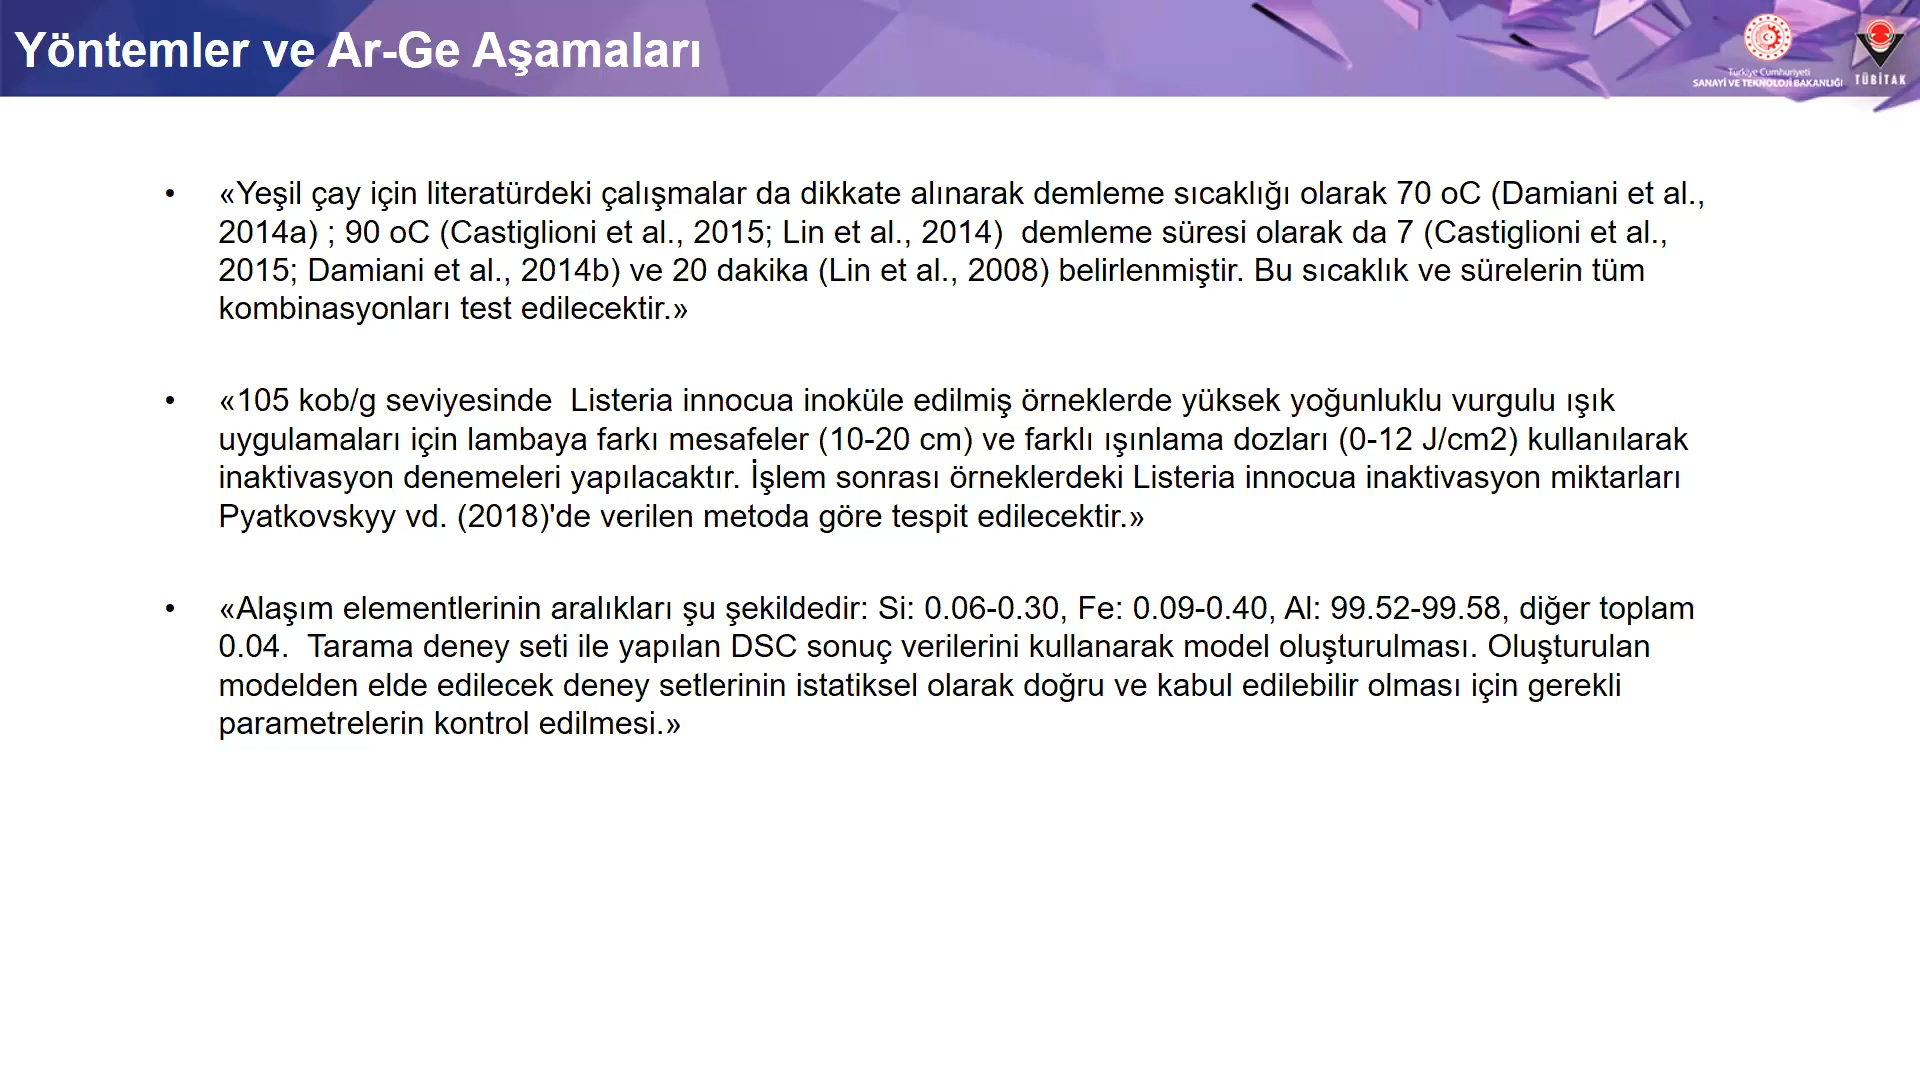 Yöntemler ve Ar-Ge Aşamaları
Türkiye Cumhuriyeti
SANAYİ VE TEKNOLOJİ BAKANLIĞI
TÜBİTAK
• «Yeşil çay için literatürdeki çalışmalar da dikkate alınarak demleme sıcaklığı olarak 70 oC (Damiani et al.,
2014a) ; 90 oC (Castiglioni et al., 2015; Lin et al., 2014)  demleme süresi olarak da 7 (Castiglioni et al.,
2015; Damiani et al., 2014b) ve 20 dakika (Lin et al., 2008) belirlenmiştir. Bu sıcaklık ve sürelerin tüm
kombinasyonları test edilecektir.»
• «105 kob/g seviyesinde  Listeria innocua inoküle edilmiş örneklerde yüksek yoğunluklu vurgulu ışık
uygulamaları için lambaya farkı mesafeler (10-20 cm) ve farklı ışınlama dozları (0-12 J/cm2) kullanılarak
inaktivasyon denemeleri yapılacaktır. İşlem sonrası örneklerdeki Listeria innocua inaktivasyon miktarları
Pyatkovskyy vd. (2018)'de verilen metoda göre tespit edilecektir.»
• «Alaşım elementlerinin aralıkları şu şekildedir: Si: 0.06-0.30, Fe: 0.09-0.40, Al: 99.52-99.58, diğer toplam
0.04.  Tarama deney seti ile yapılan DSC sonuç verilerini kullanarak model oluşturulması. Oluşturulan
modelden elde edilecek deney setlerinin istatiksel olarak doğru ve kabul edilebilir olması için gerekli
parametrelerin kontrol edilmesi.»